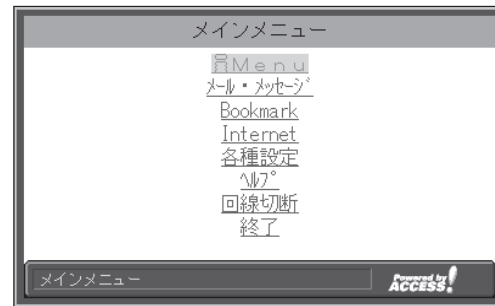 メインメニュー
iMenu
メール・メッセージ
Bookmark
Internet
各種設定
ヘルプ
回線切断
終了
メインメニュー
Powered by
ACCESS!